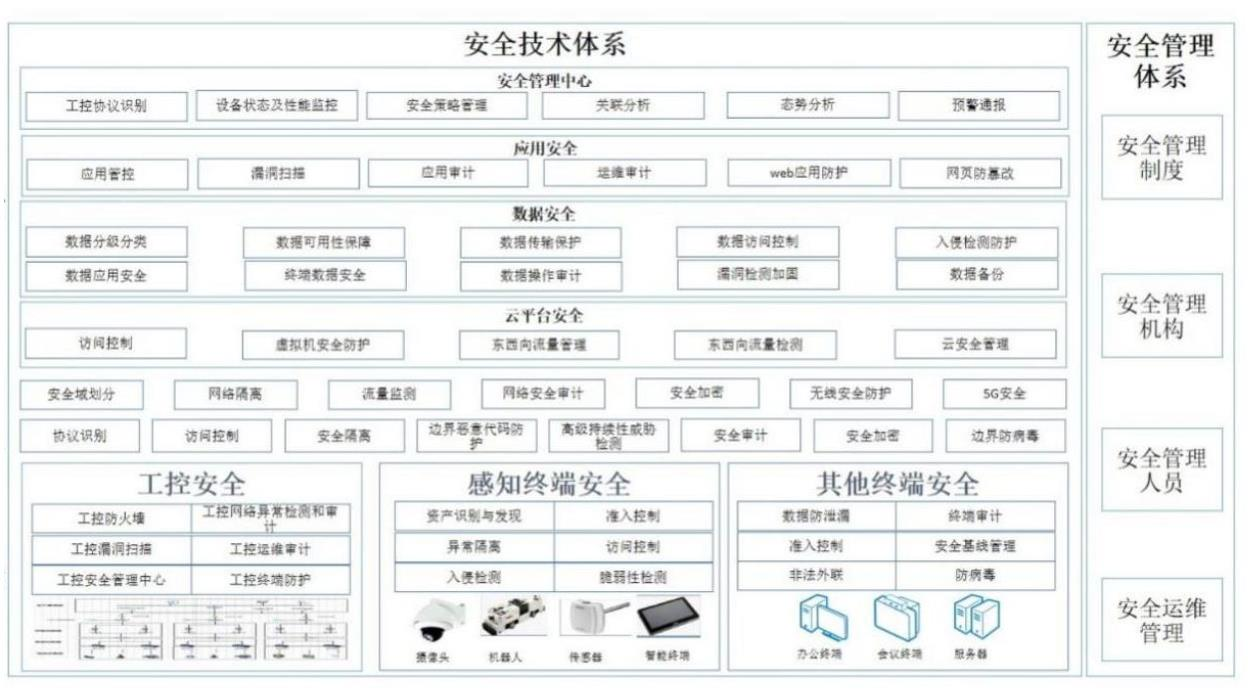 安全技术体系
安全管理中心
工控协议识别
设备状态及性能监控
安全策略管理
关联分析
态势分析
预警通报
应用安全
应用管控
漏洞扫描
应用审计
运维审计
web应用防护
网页防篡改
数据安全
数据分级分类
数据可用性保障
数据传输保护
数据访问控制
入侵检测防护
数据应用安全
终端数据安全
数据操作审计
漏洞检测加固
数据备份
云平台安全
访问控制
虚拟机安全防护
东西向流量管理
东西向流量检测
云安全管理
安全域划分
网络隔离
流量监测
网络安全审计
安全加密
无线安全防护
5G安全
协议识别
访问控制
安全隔离
边界恶意代码防
护
高级持续性威胁
检测
安全审计
安全加密
边界防病毒
工控安全
工控防火墙
工控网络异常检测和审
计
工控漏洞扫描
工控运维审计
工控安全管理中心
工控终端防护
感知终端安全
资产识别与发现
准入控制
异常隔离
访问控制
入侵检测
脆弱性检测
摄像头
机器人
传感器
智能终端
其他终端安全
数据防泄漏
终端审计
准入控制
安全基线管理
非法外联
防病毒
办公终端
会议终端
服务器
安全管理
体系
安全管理
制度
安全管理
机构
安全管理
人员
安全运维
管理